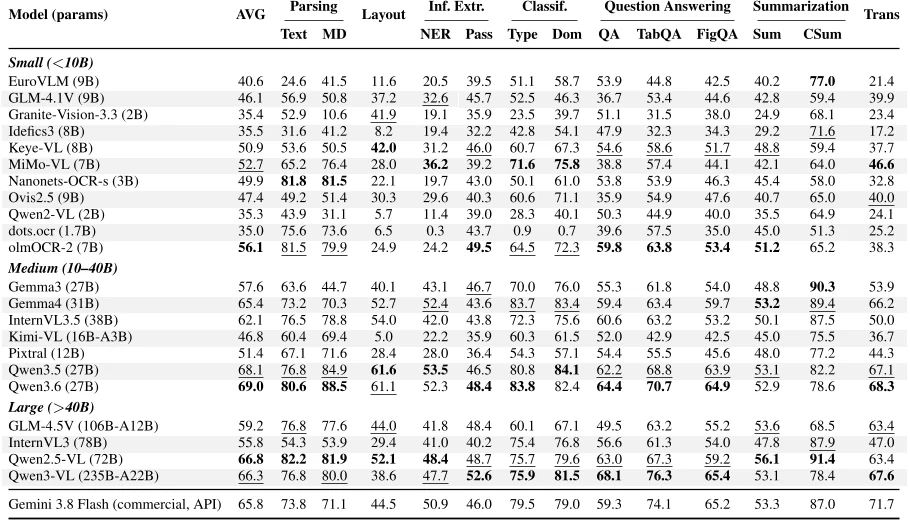 Model (params) AVG Parsing Layout Inf. Extr. Classif. Question Answering Summarization Trans
Text MD NER Pass Type Dom QA TabQA FigQA Sum CSum
Small (<10B)
EuroVLM (9B) 40.6 24.6 41.5 11.6 20.5 39.5 51.1 58.7 53.9 44.8 42.5 40.2 77.0 21.4
GLM-4.1V (9B) 46.1 56.9 50.8 37.2 32.6 45.7 52.5 46.3 36.7 53.4 44.6 42.8 59.4 39.9
Granite-Vision-3.3 (2B) 35.4 52.9 10.6 41.9 19.1 35.9 23.5 39.7 51.1 31.5 38.0 24.9 68.1 23.4
Idefics3 (8B) 35.5 31.6 41.2 8.2 19.4 32.2 42.8 54.1 47.9 32.3 34.3 29.2 71.6 17.2
Keye-VL (8B) 50.9 53.6 50.5 42.0 31.2 46.0 60.7 67.3 54.6 58.6 51.7 48.8 59.4 37.7
MiMo-VL (7B) 52.7 65.2 76.4 28.0 36.2 39.2 71.6 75.8 38.8 57.4 44.1 42.1 64.0 46.6
Nanonets-OCR-s (3B) 49.9 81.8 81.5 22.1 19.7 43.0 50.1 61.0 53.8 53.9 46.3 45.4 58.0 32.8
Ovis2.5 (9B) 47.4 49.2 51.4 30.3 29.6 40.3 60.6 71.1 35.9 54.9 47.6 40.7 65.0 40.0
Qwen2-VL (2B) 35.3 43.9 31.1 5.7 11.4 39.0 28.3 40.1 50.3 44.9 40.0 35.5 64.9 24.1
dots.ocr (1.7B) 35.0 75.6 73.6 6.5 0.3 43.7 0.9 0.7 39.6 57.5 35.0 45.0 51.3 25.2
olmOCR-2 (7B) 56.1 81.5 79.9 24.9 24.2 49.5 64.5 72.3 59.8 63.8 53.4 51.2 65.2 38.3
Medium (10–40B)
Gemma3 (27B) 57.6 63.6 44.7 40.1 43.1 46.7 70.0 76.0 55.3 61.8 54.0 48.8 90.3 53.9
Gemma4 (31B) 65.4 73.2 70.3 52.7 52.4 43.6 83.7 83.4 59.4 63.4 59.7 53.2 89.4 66.2
InternVL3.5 (38B) 62.1 76.5 78.8 54.0 42.0 43.8 72.3 75.6 60.6 63.2 53.2 50.1 87.5 50.0
Kimi-VL (16B-A3B) 46.8 60.4 69.4 5.0 22.2 35.9 60.3 61.5 52.0 42.9 42.5 45.0 75.5 36.7
Pixtral (12B) 51.4 67.1 71.6 28.4 28.0 36.4 54.3 57.1 54.4 55.5 45.6 48.0 77.2 44.3
Qwen3.5 (27B) 68.1 76.8 84.9 61.6 53.5 46.5 80.8 84.1 62.2 68.8 63.9 53.1 82.2 67.1
Qwen3.6 (27B) 69.0 80.6 88.5 61.1 52.3 48.4 83.8 82.4 64.4 70.7 64.9 52.9 78.6 68.3
Large (>40B)
GLM-4.5V (106B-A12B) 59.2 76.8 77.6 44.0 41.8 48.4 60.1 67.1 49.5 63.2 55.2 53.6 68.5 63.4
InternVL3 (78B) 55.8 54.3 53.9 29.4 41.0 40.2 75.4 76.8 56.6 61.3 54.0 47.8 87.9 47.0
Qwen2.5-VL (72B) 66.8 82.2 81.9 52.1 48.4 48.7 75.7 79.6 63.0 67.3 59.2 56.1 91.4 63.4
Qwen3-VL (235B-A22B) 66.3 76.8 80.0 38.6 47.7 52.6 75.9 81.5 68.1 76.3 65.4 53.1 78.4 67.6
Gemini 3.8 Flash (commercial, API) 65.8 73.8 71.1 44.5 50.9 46.0 79.5 79.0 59.3 74.1 65.2 53.3 87.0 71.7